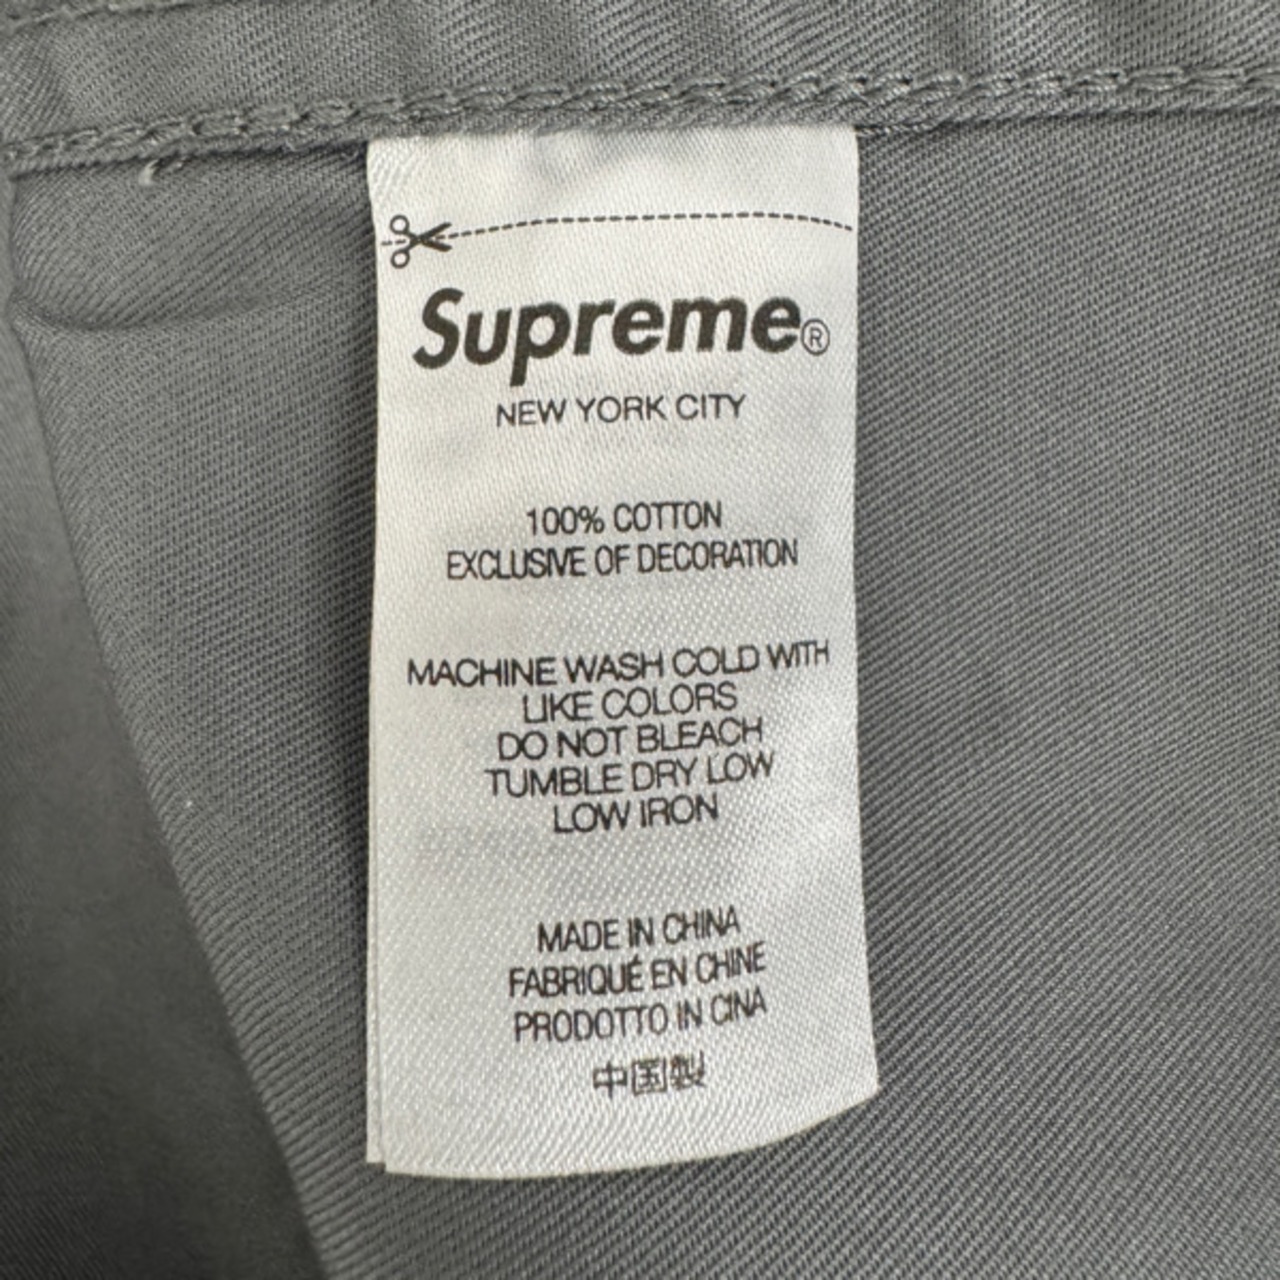 Supreme®
NEW YORK CITY
100% COTTON
EXCLUSIVE OF DECORATION
MACHINE WASH COLD WITH
LIKE COLORS
DO NOT BLEACH
TUMBLE DRY LOW
LOW IRON
MADE IN CHINA
FABRIQUÉ EN CHINE
PRODOTTO IN CINA
中国製